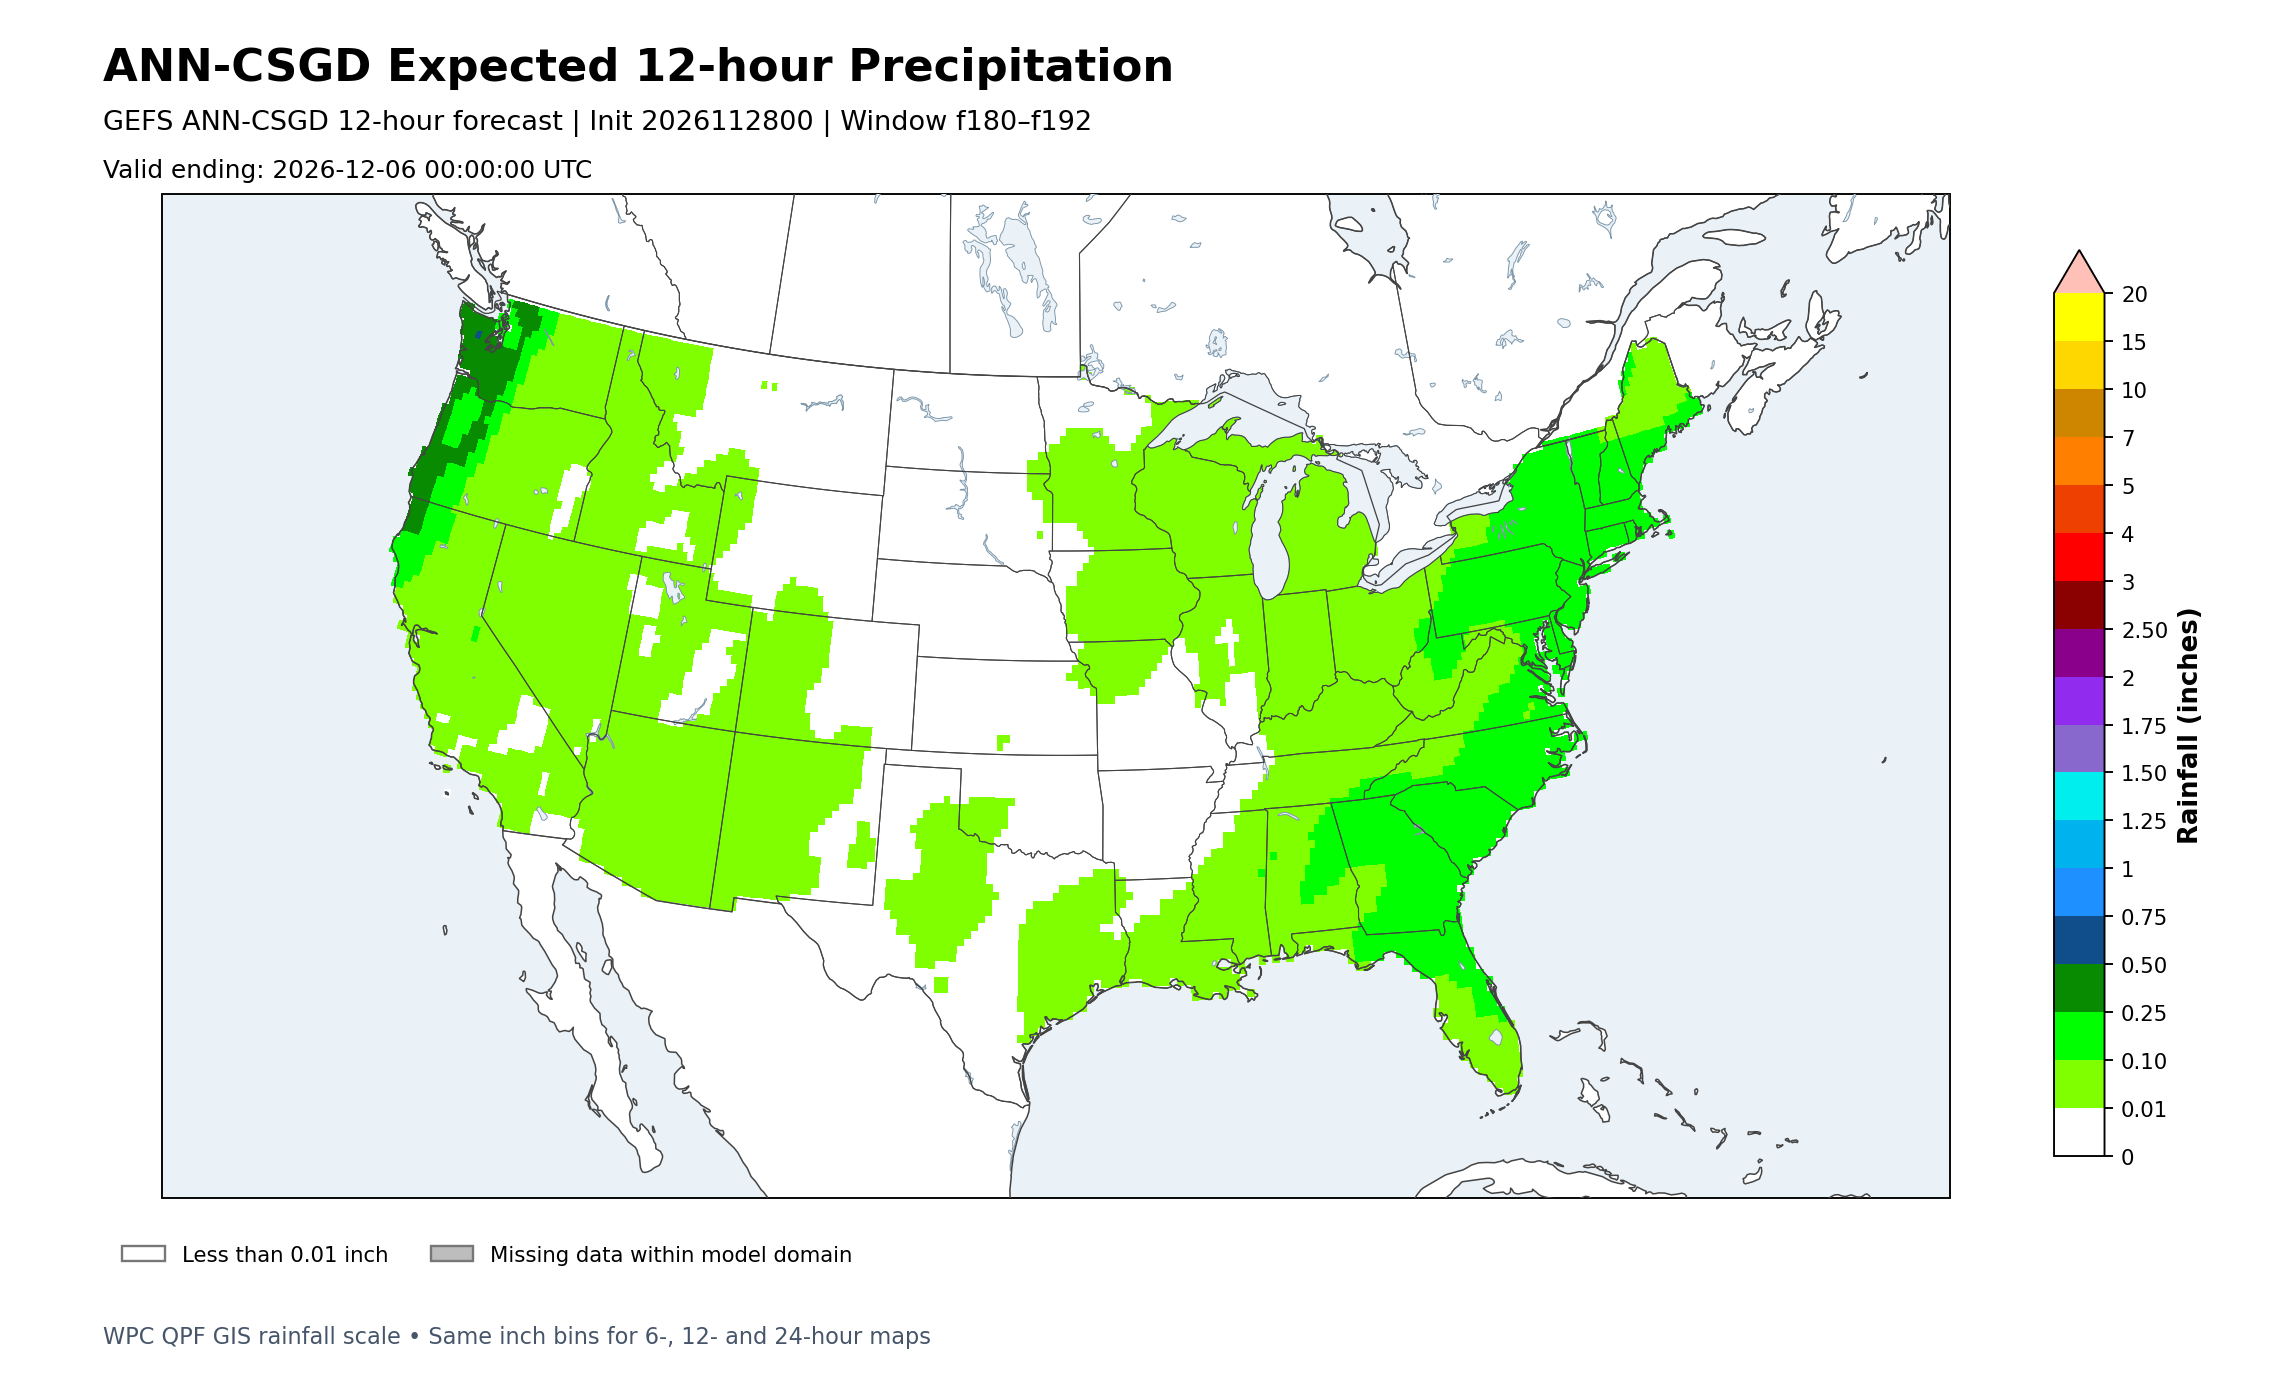 ANN-CSGD Expected 12-hour Precipitation
GEFS ANN-CSGD 12-hour forecast | Init 2026112800 | Window f180–f192
Valid ending: 2026-12-06 00:00:00 UTC
20
15
10
7
5
4
3
2.50
2
1.75
1.50
1.25
1
0.75
0.50
0.25
0.10
0.01
0
Rainfall (inches)
Less than 0.01 inch
Missing data within model domain
WPC QPF GIS rainfall scale • Same inch bins for 6-, 12- and 24-hour maps